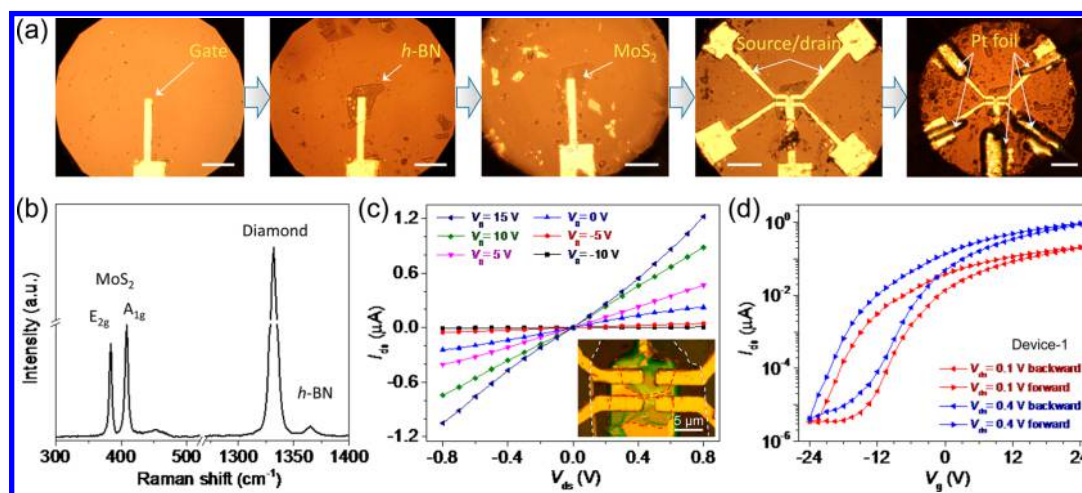 (a)
Gate
h-BN
MoS₂
Source/drain
Pt foil
(b)
Intensity (a.u.)
MoS₂
E₂g
A₁g
Diamond
h-BN
300 400 500 1300 1400
Raman shift (cm⁻¹)
(c)
Ids (μA)
1.2
0.6
0.0
-0.6
-1.2
Vg= 15 V
Vg= 10 V
Vg= 5 V
Vg= 0 V
Vg= -5 V
Vg= -10 V
5 μm
-0.8 -0.4 0.0 0.4 0.8
Vds (V)
(d)
Ids (μA)
10⁰
10⁻²
10⁻⁴
10⁻⁶
Device-1
Vds= 0.1 V backward
Vds= 0.1 V forward
Vds= 0.4 V backward
Vds= 0.4 V forward
-24 -12 0 12 24
Vg (V)